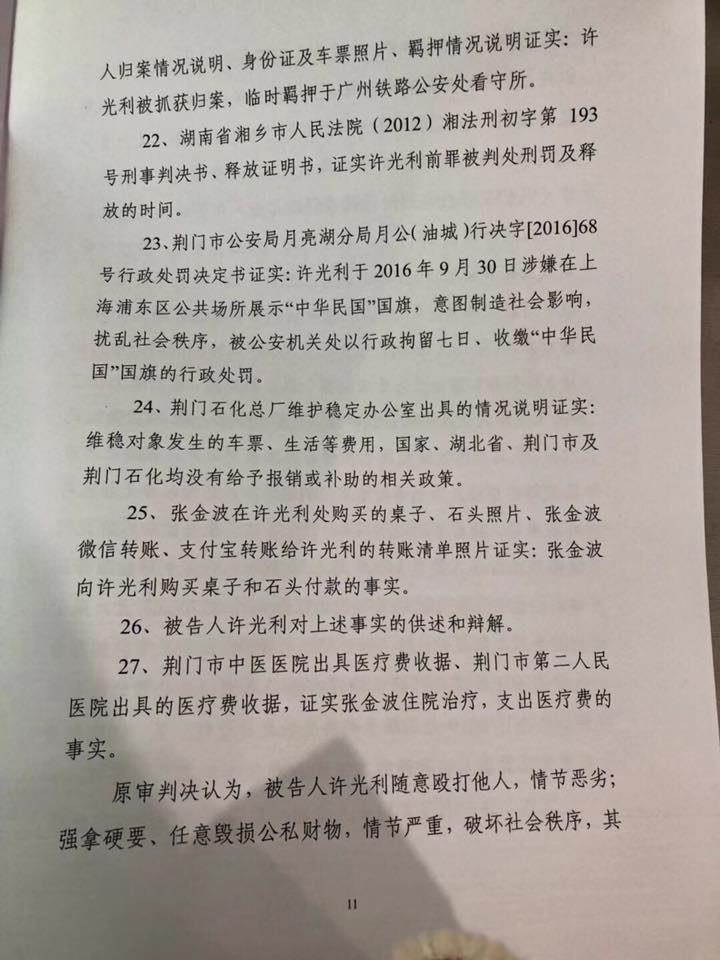 人归案情况说明、身份证及车票照片、羁押情况说明证实：许
光利被抓获归案，临时羁押于广州铁路公安处看守所。
22、湖南省湘乡市人民法院（2012）湘法刑初字第 193
号刑事判决书、释放证明书，证实许光利前罪被判处刑罚及释
放的时间。
23、荆门市公安局月亮湖分局月公（油城）行决字[2016]68
号行政处罚决定书证实：许光利于 2016 年 9 月 30 日涉嫌在上
海浦东区公共场所展示“中华民国”国旗，意图制造社会影响，
扰乱社会秩序，被公安机关处以行政拘留七日、收缴“中华民
国”国旗的行政处罚。
24、荆门石化总厂维护稳定办公室出具的情况说明证实：
维稳对象发生的车票、生活等费用，国家、湖北省、荆门市及
荆门石化均没有给予报销或补助的相关政策。
25、张金波在许光利处购买的桌子、石头照片、张金波
微信转账、支付宝转账给许光利的转账清单照片证实：张金波
向许光利购买桌子和石头付款的事实。
26、被告人许光利对上述事实的供述和辩解。
27、荆门市中医医院出具医疗费收据、荆门市第二人民
医院出具的医疗费收据，证实张金波住院治疗，支出医疗费的
事实。
原审判决认为，被告人许光利随意殴打他人，情节恶劣；
强拿硬要、任意毁损公私财物，情节严重，破坏社会秩序，其
11